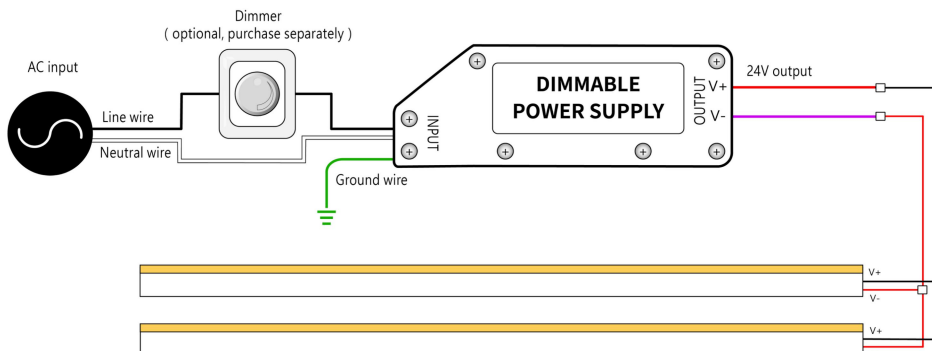 Dimmer
( optional, purchase separately )
AC input
Line wire
Neutral wire
Ground wire
INPUT
DIMMABLE
POWER SUPPLY
OUTPUT
V+
V-
24V output
V+
V-
V+